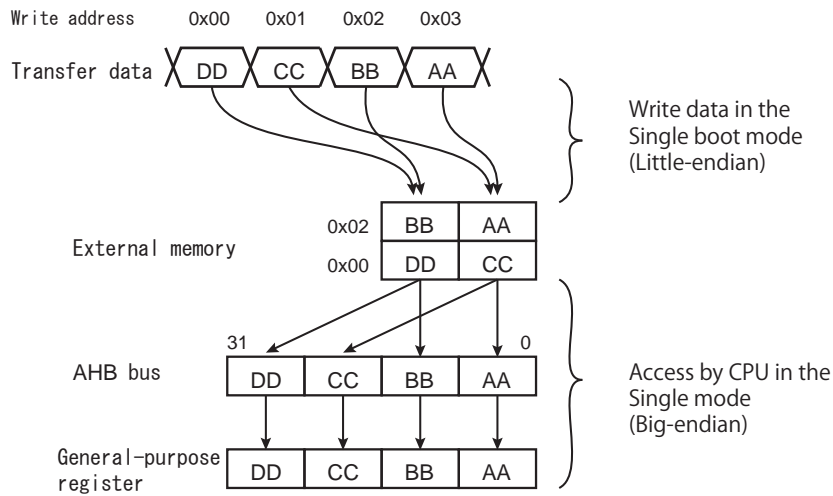 Write address 0x00 0x01 0x02 0x03
Transfer data DD CC BB AA
Write data in the
Single boot mode
(Little-endian)
0x02 BB AA
External memory
0x00 DD CC
31 0
AHB bus DD CC BB AA
Access by CPU in the
Single mode
(Big-endian)
General-purpose
register DD CC BB AA